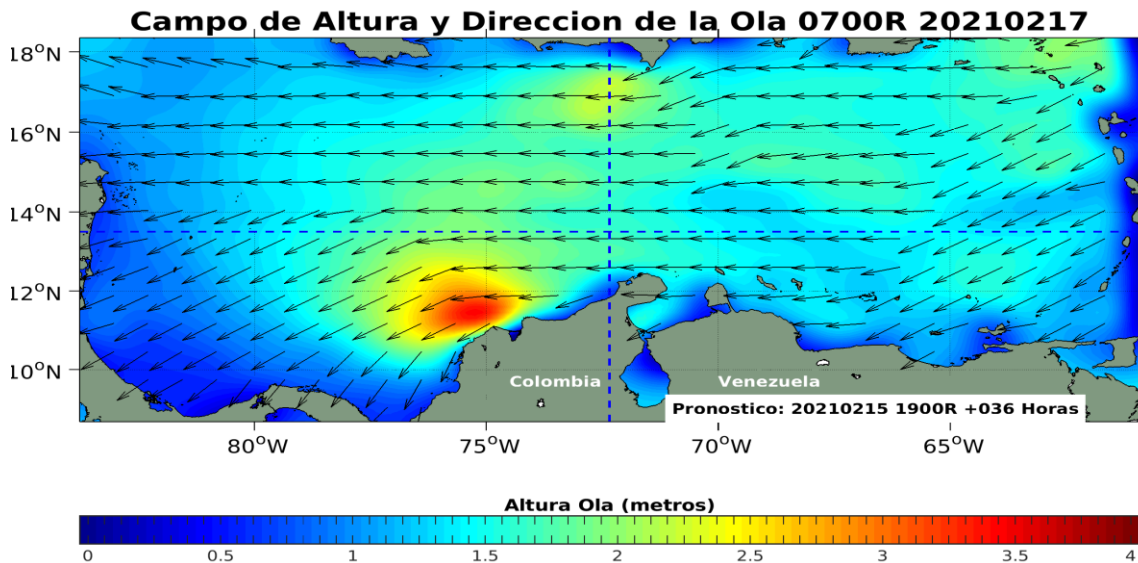 Campo de Altura y Direccion de la Ola 0700R 20210217
18°N
16°N
14°N
12°N
10°N
Colombia
Venezuela
Pronostico: 20210215 1900R +036 Horas
80°W 75°W 70°W 65°W
Altura Ola (metros)
0 0.5 1 1.5 2 2.5 3 3.5 4